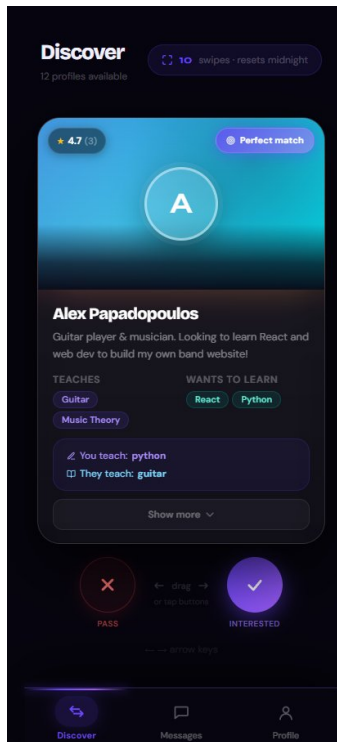 Discover
10 swipes · resets midnight
12 profiles available
★ 4.7 (3)
Perfect match
A
Alex Papadopoulos
Guitar player & musician. Looking to learn React and
web dev to build my own band website!
TEACHES
Guitar
Music Theory
WANTS TO LEARN
React Python
You teach: python
They teach: guitar
Show more
← drag →
or tap buttons
PASS
INTERESTED
arrow keys
Discover
Messages
Profile